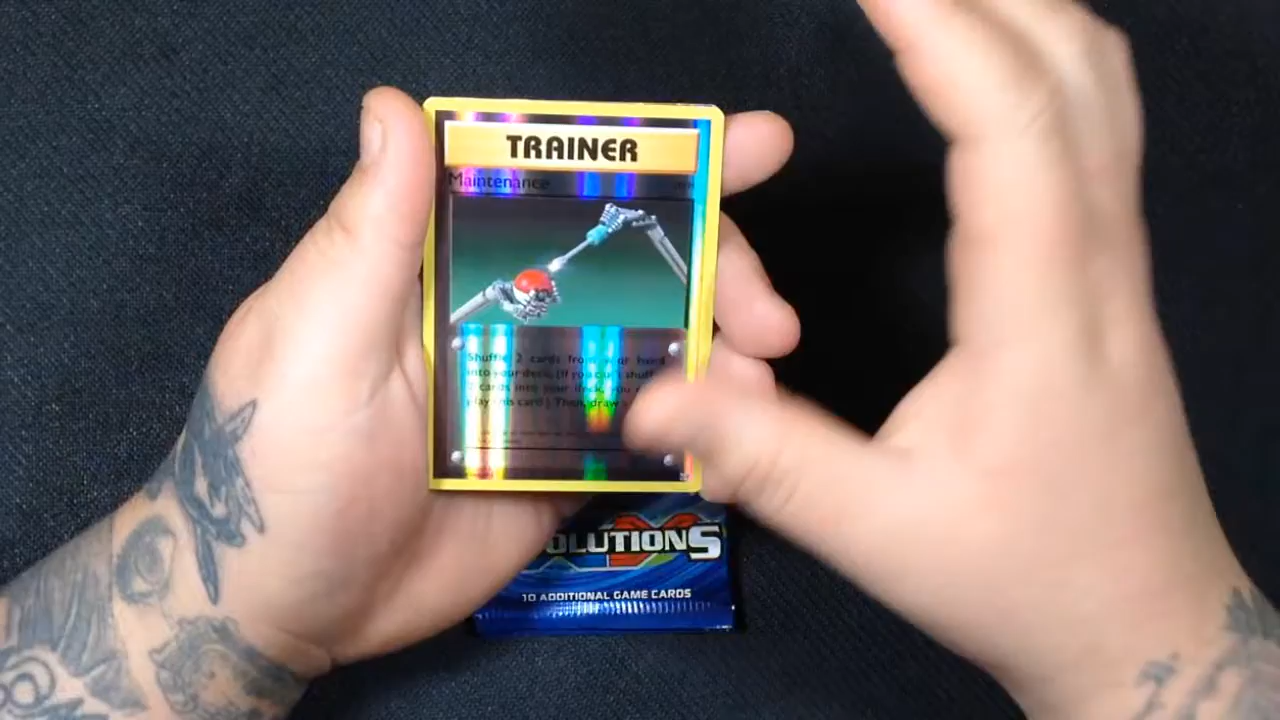 TRAINER
Maintenance
Shuffle 2 cards from your hand
into your deck. (If you can't shuffle
2 cards into your deck, you
play this card.) Then, draw
OLUTIONS
10 ADDITIONAL GAME CARDS